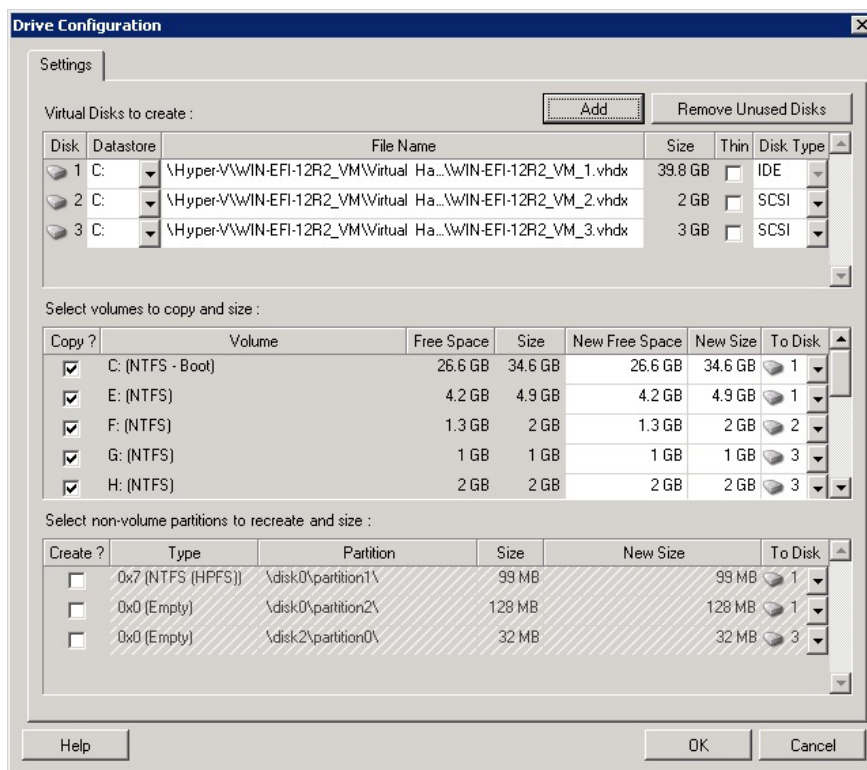 Drive Configuration
Settings
Virtual Disks to create :
Add
Remove Unused Disks
Disk Datastore File Name Size Thin Disk Type
1 C: \Hyper-V\WIN-EFI-12R2_VM\Virtual Ha...\WIN-EFI-12R2_VM_1.vhdx 39.8 GB IDE
2 C: \Hyper-V\WIN-EFI-12R2_VM\Virtual Ha...\WIN-EFI-12R2_VM_2.vhdx 2 GB SCSI
3 C: \Hyper-V\WIN-EFI-12R2_VM\Virtual Ha...\WIN-EFI-12R2_VM_3.vhdx 3 GB SCSI
Select volumes to copy and size :
Copy ? Volume Free Space Size New Free Space New Size To Disk
C: (NTFS - Boot) 26.6 GB 34.6 GB 26.6 GB 34.6 GB 1
E: (NTFS) 4.2 GB 4.9 GB 4.2 GB 4.9 GB 1
F: (NTFS) 1.3 GB 2 GB 1.3 GB 2 GB 2
G: (NTFS) 1 GB 1 GB 1 GB 1 GB 3
H: (NTFS) 2 GB 2 GB 2 GB 2 GB 3
Select non-volume partitions to recreate and size :
Create ? Type Partition Size New Size To Disk
0x7 (NTFS (HPFS)) \disk0\partition1\ 99 MB 99 MB 1
0x0 (Empty) \disk0\partition2\ 128 MB 128 MB 1
0x0 (Empty) \disk2\partition0\ 32 MB 32 MB 3
Help
OK
Cancel